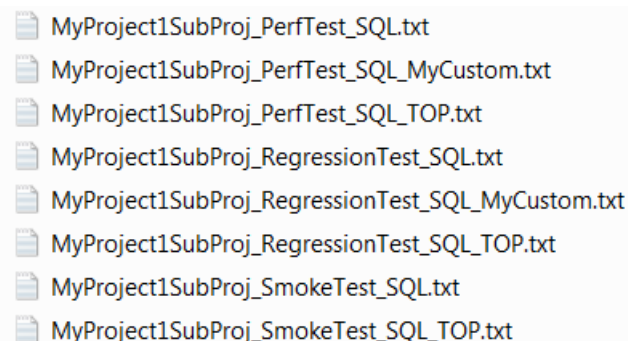 MyProject1SubProj_PerfTest_SQL.txt
MyProject1SubProj_PerfTest_SQL_MyCustom.txt
MyProject1SubProj_PerfTest_SQL_TOP.txt
MyProject1SubProj_RegressionTest_SQL.txt
MyProject1SubProj_RegressionTest_SQL_MyCustom.txt
MyProject1SubProj_RegressionTest_SQL_TOP.txt
MyProject1SubProj_SmokeTest_SQL.txt
MyProject1SubProj_SmokeTest_SQL_TOP.txt